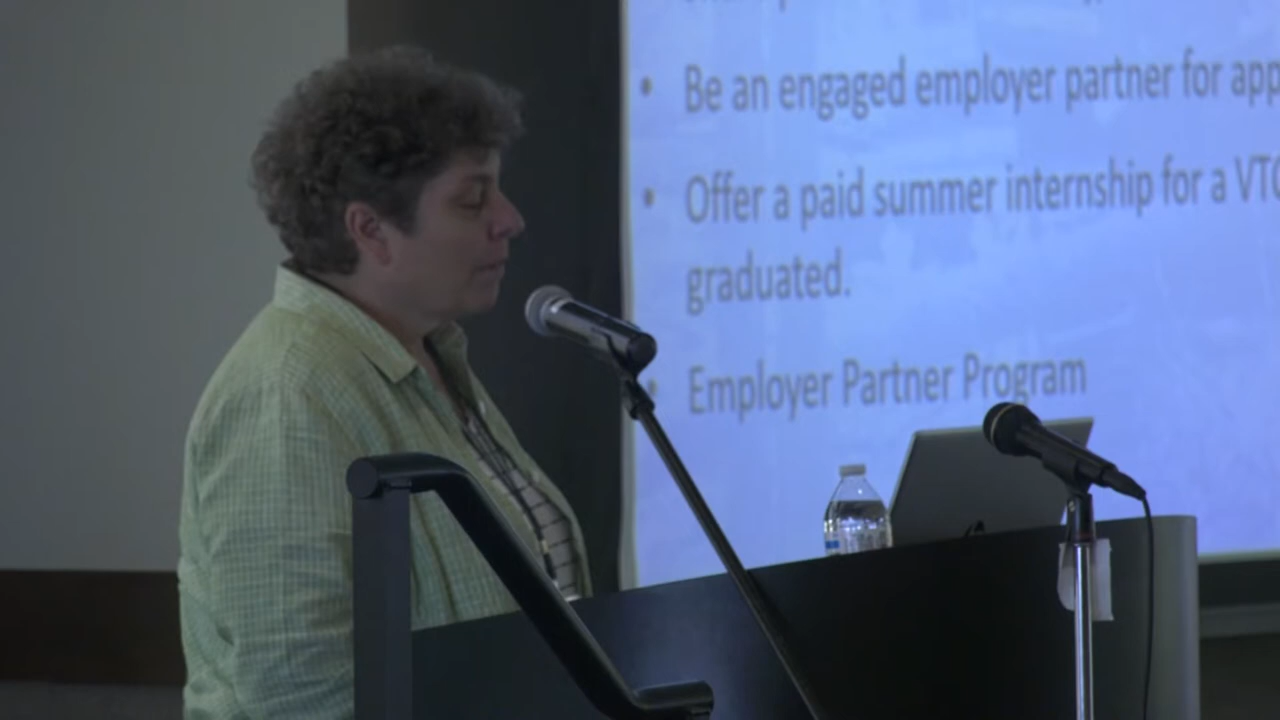 • Be an engaged employer partner for app
• Offer a paid summer internship for a VTC
graduated.
• Employer Partner Program